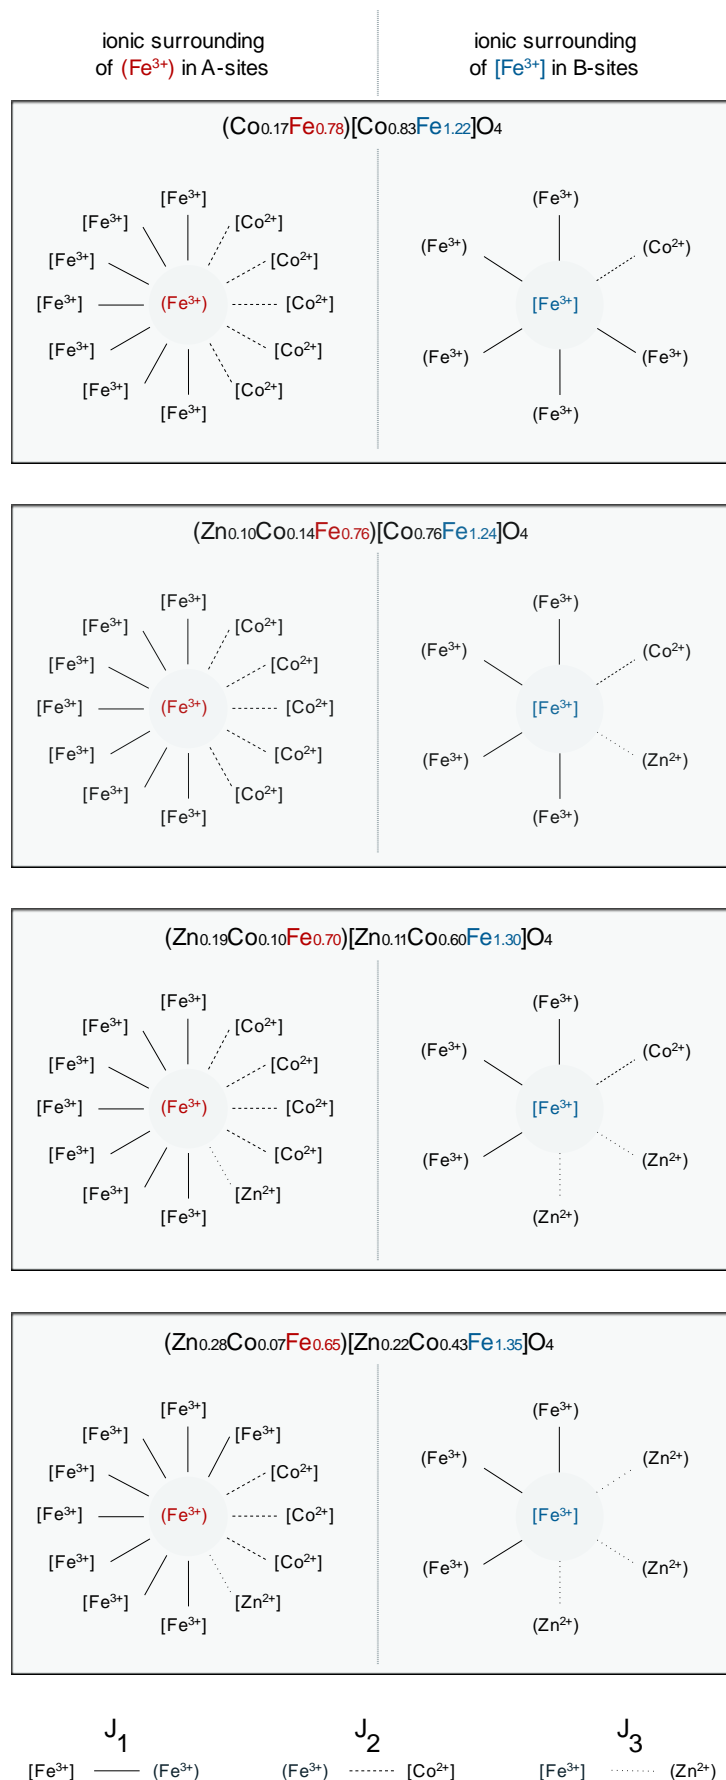 ionic surrounding
of (Fe³⁺) in A-sites
ionic surrounding
of [Fe³⁺] in B-sites
(Co0.17Fe0.78)[Co0.83Fe1.22]O4
[Fe³⁺]
[Fe³⁺] [Co²⁺]
[Fe³⁺] [Co²⁺]
[Fe³⁺] (Fe³⁺) [Co²⁺]
[Fe³⁺] [Co²⁺]
[Fe³⁺] [Co²⁺]
[Fe³⁺]
(Fe³⁺)
(Fe³⁺) (Co²⁺)
[Fe³⁺]
(Fe³⁺) (Fe³⁺)
(Fe³⁺)
(Zn0.10Co0.14Fe0.76)[Co0.76Fe1.24]O4
[Fe³⁺]
[Fe³⁺] [Co²⁺]
[Fe³⁺] [Co²⁺]
[Fe³⁺] (Fe³⁺) [Co²⁺]
[Fe³⁺] [Co²⁺]
[Fe³⁺] [Co²⁺]
[Fe³⁺]
(Fe³⁺)
(Fe³⁺) (Co²⁺)
[Fe³⁺]
(Fe³⁺) (Zn²⁺)
(Fe³⁺)
(Zn0.19Co0.10Fe0.70)[Zn0.11Co0.60Fe1.30]O4
[Fe³⁺]
[Fe³⁺] [Co²⁺]
[Fe³⁺] [Co²⁺]
[Fe³⁺] (Fe³⁺) [Co²⁺]
[Fe³⁺] [Co²⁺]
[Fe³⁺] [Zn²⁺]
[Fe³⁺]
(Fe³⁺)
(Fe³⁺) (Co²⁺)
[Fe³⁺]
(Fe³⁺) (Zn²⁺)
(Zn²⁺)
(Zn0.28Co0.07Fe0.65)[Zn0.22Co0.43Fe1.35]O4
[Fe³⁺]
[Fe³⁺] [Fe³⁺]
[Fe³⁺] [Co²⁺]
[Fe³⁺] (Fe³⁺) [Co²⁺]
[Fe³⁺] [Co²⁺]
[Fe³⁺] [Zn²⁺]
[Fe³⁺]
(Fe³⁺)
(Fe³⁺) (Zn²⁺)
[Fe³⁺]
(Fe³⁺) (Zn²⁺)
(Zn²⁺)
J1 J2 J3
[Fe³⁺] (Fe³⁺) (Fe³⁺) [Co²⁺] [Fe³⁺] (Zn²⁺)